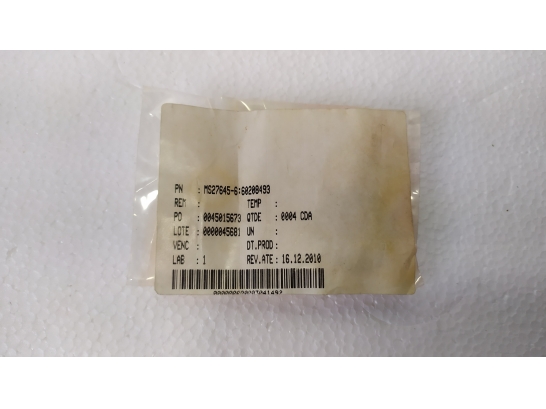 PN : MS27645-6:60208493
REM : TEMP :
PO : 0045015673 QTDE : 0004 CDA
LOTE : 0000045681 UN :
VENC : DT.PROD:
LAB : 1 REV.ATE : 16.12.2010